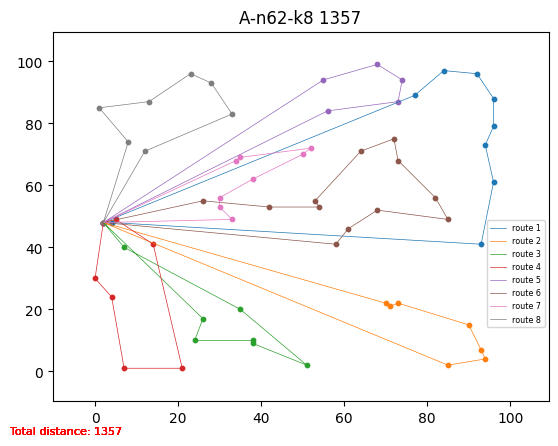 A-n62-k8 1357
100
80
60
40
20
0
0 20 40 60 80 100
route 1
route 2
route 3
route 4
route 5
route 6
route 7
route 8
Total distance: 1357